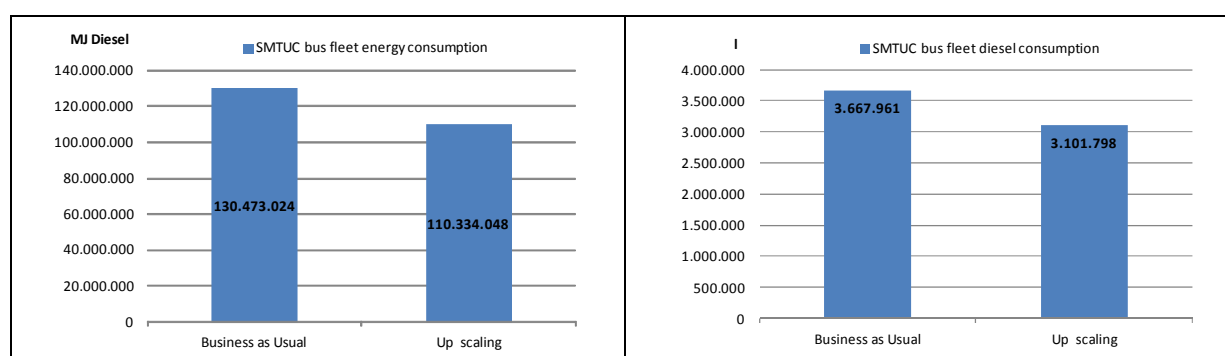 MJ Diesel
SMTUC bus fleet energy consumption
140.000.000
120.000.000
100.000.000
80.000.000
60.000.000
40.000.000
20.000.000
0
130.473.024
110.334.048
Business as Usual
Up scaling
l
SMTUC bus fleet diesel consumption
4.000.000
3.500.000
3.000.000
2.500.000
2.000.000
1.500.000
1.000.000
500.000
0
3.667.961
3.101.798
Business as Usual
Up scaling